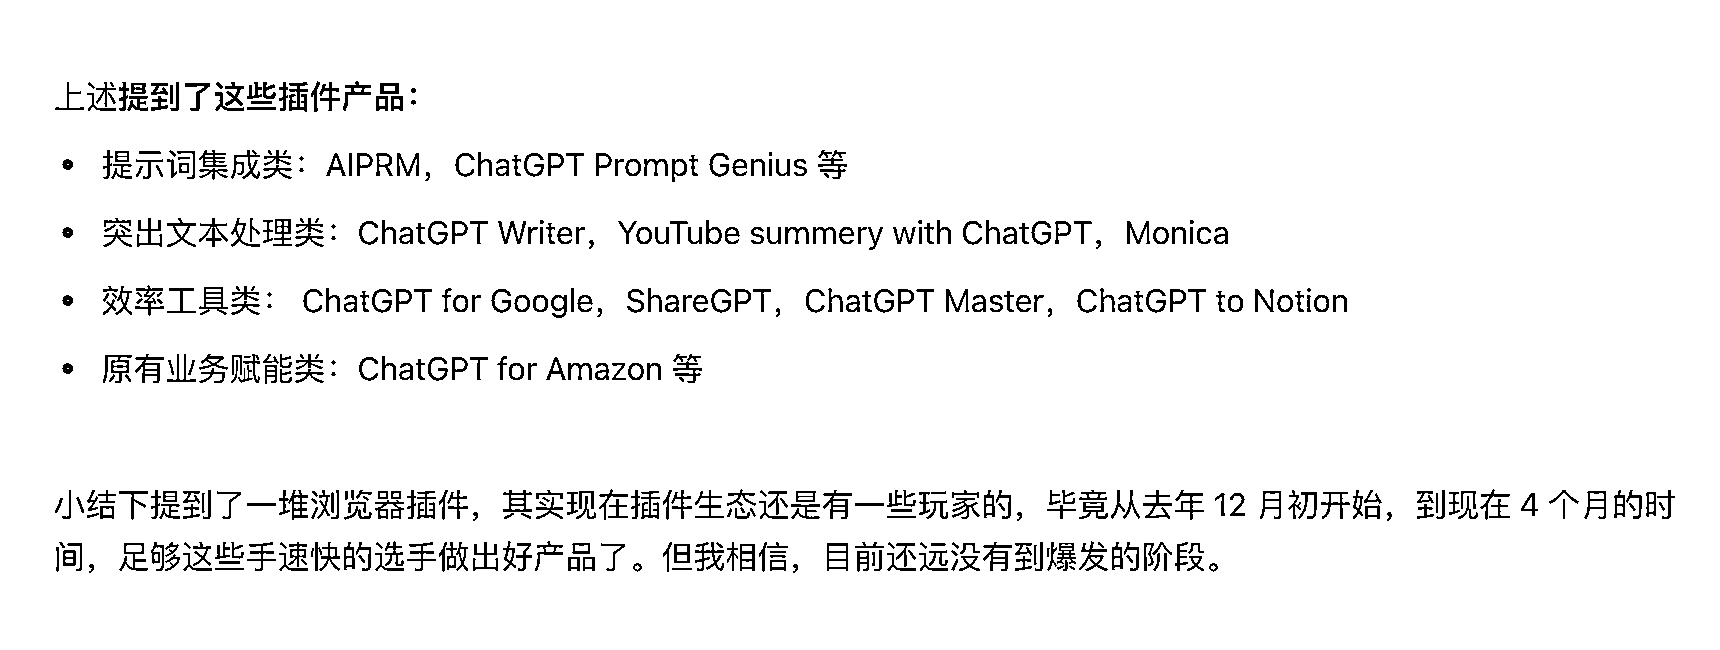 上述提到了这些插件产品：
• 提示词集成类：AIPRM，ChatGPT Prompt Genius 等
• 突出文本处理类：ChatGPT Writer，YouTube summery with ChatGPT，Monica
• 效率工具类： ChatGPT for Google，ShareGPT，ChatGPT Master，ChatGPT to Notion
• 原有业务赋能类：ChatGPT for Amazon 等
小结下提到了一堆浏览器插件，其实现在插件生态还是有一些玩家的，毕竟从去年 12 月初开始，到现在 4 个月的时
间，足够这些手速快的选手做出好产品了。但我相信，目前还远没有到爆发的阶段。